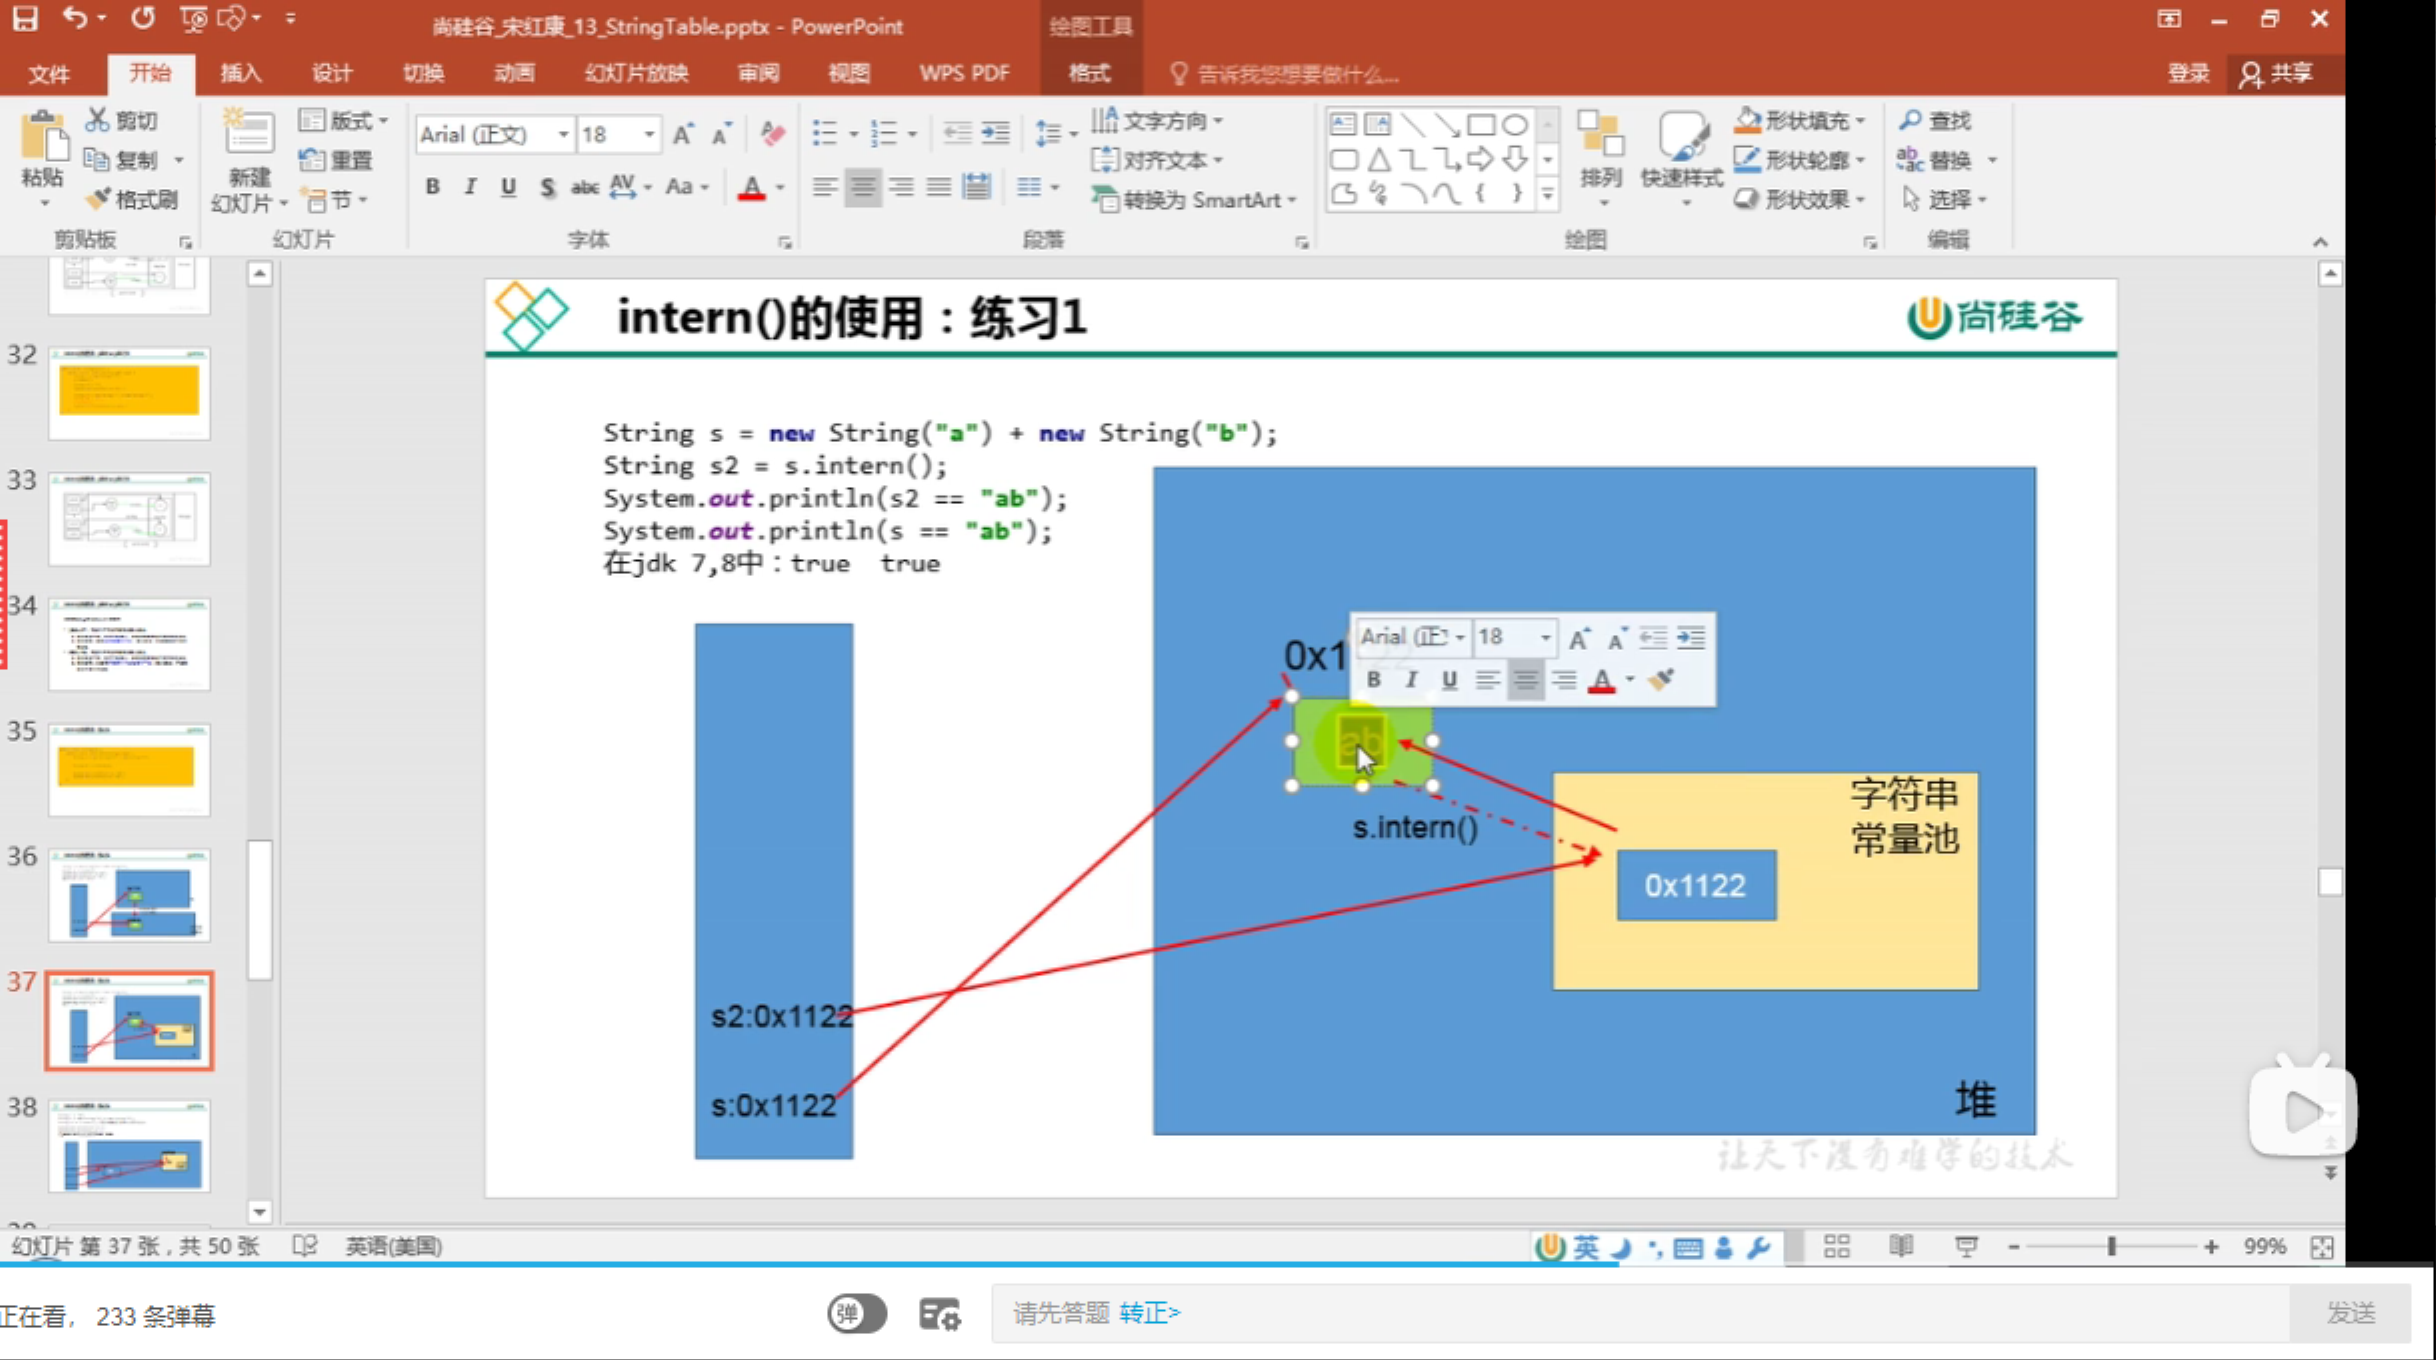 尚硅谷_宋红康_13_StringTable.pptx - PowerPoint
绘图工具
文件 开始 插入 设计 切换 动画 幻灯片放映 审阅 视图 WPS PDF 格式 告诉我您想要做什么... 登录 共享
粘贴
剪切
复制
格式刷
剪贴板
新建
幻灯片
版式
重置
节
幻灯片
Arial (正文) 18
B I U S abc AV Aa A
字体
文字方向
对齐文本
转换为 SmartArt
段落
排列
快速样式
形状填充
形状轮廓
形状效果
绘图
查找
替换
选择
编辑
32
33
34
35
36
37
38
intern()的使用：练习1
尚硅谷
String s = new String("a") + new String("b");
String s2 = s.intern();
System.out.println(s2 == "ab");
System.out.println(s == "ab");
在jdk 7,8中：true true
0x1122
Arial (正 18
B I U A
ab
s.intern()
字符串
常量池
0x1122
s2:0x1122
s:0x1122
堆
让天下没有难学的技术
幻灯片 第 37 张，共 50 张 英语(美国)
英
99%
正在看， 233 条弹幕
弹
请先答题 转正>
发送